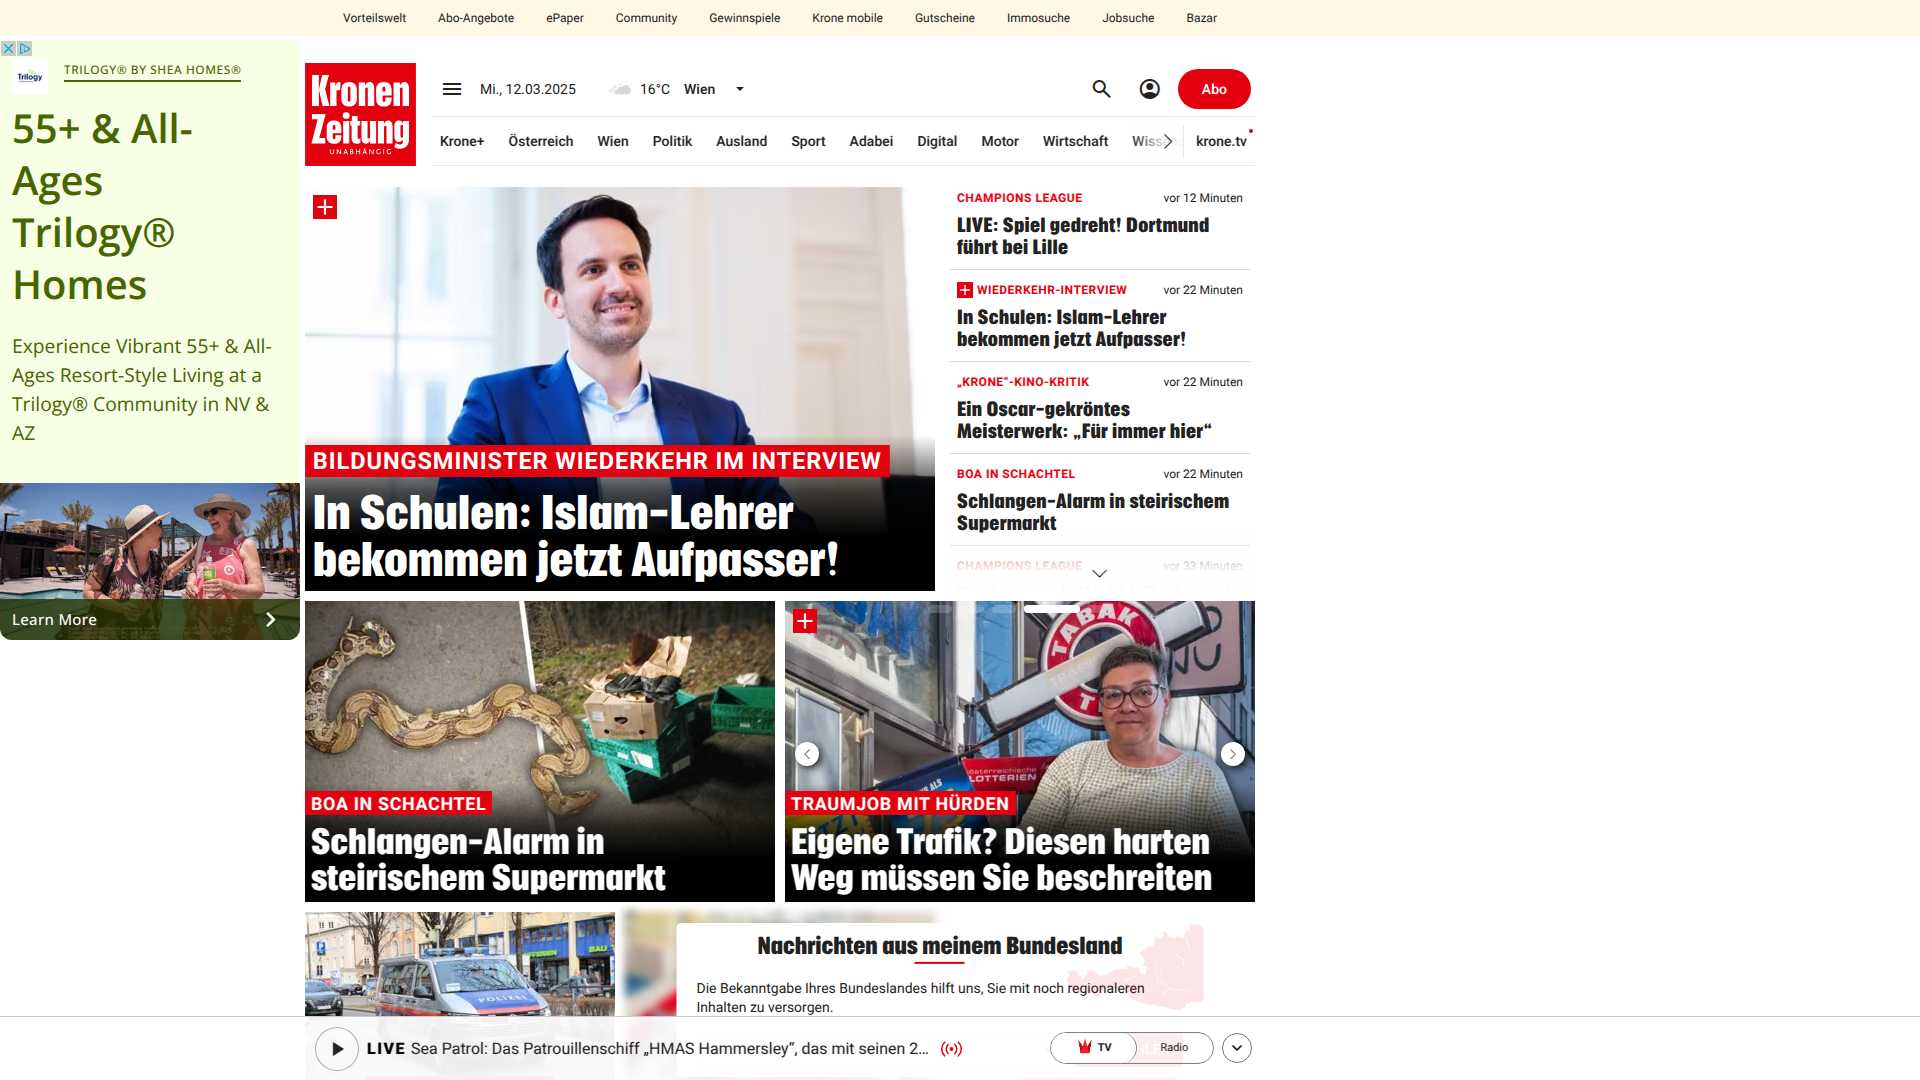 Vorteilswelt Abo-Angebote ePaper Community Gewinnspiele Krone mobile Gutscheine Immosuche Jobsuche Bazar
Trilogy
TRILOGY® BY SHEA HOMES®
55+ & All-
Ages
Trilogy®
Homes
Experience Vibrant 55+ & All-
Ages Resort-Style Living at a
Trilogy® Community in NV &
AZ
Learn More
Kronen
Zeitung
UNABHÄNGIG
Mi., 12.03.2025 16°C Wien
Abo
Krone+ Österreich Wien Politik Ausland Sport Adabei Digital Motor Wirtschaft krone.tv
BILDUNGSMINISTER WIEDERKEHR IM INTERVIEW
In Schulen: Islam-Lehrer
bekommen jetzt Aufpasser!
CHAMPIONS LEAGUE vor 12 Minuten
LIVE: Spiel gedreht! Dortmund
führt bei Lille
WIEDERKEHR-INTERVIEW vor 22 Minuten
In Schulen: Islam-Lehrer
bekommen jetzt Aufpasser!
„KRONE“-KINO-KRITIK vor 22 Minuten
Ein Oscar-gekröntes
Meisterwerk: „Für immer hier“
BOA IN SCHACHTEL vor 22 Minuten
Schlangen-Alarm in steirischem
Supermarkt
CHAMPIONS LEAGUE vor 33 Minuten
BOA IN SCHACHTEL
Schlangen-Alarm in
steirischem Supermarkt
TABAK
österreichische
LOTTERIEN
TRAUMJOB MIT HÜRDEN
Eigene Trafik? Diesen harten
Weg müssen Sie beschreiten
POLIZEI
Nachrichten aus meinem Bundesland
Die Bekanntgabe Ihres Bundeslandes hilft uns, Sie mit noch regionaleren
Inhalten zu versorgen.
LIVE Sea Patrol: Das Patrouillenschiff „HMAS Hammersley“, das mit seinen 2...
TV Radio